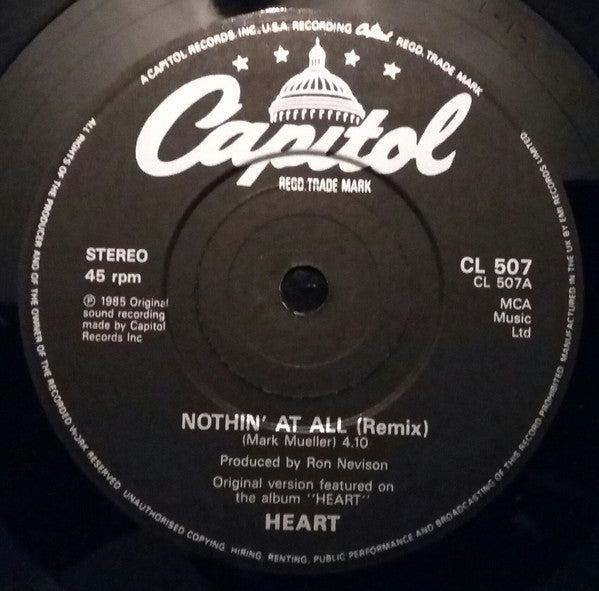 A CAPITOL RECORDS, INC. U.S.A. RECORDING Capitol REGD. TRADE MARK
Capitol
REGD. TRADE MARK
STEREO
45 rpm
℗ 1985 Original
sound recording
made by Capitol
Records Inc
CL 507
CL 507A
MCA
Music
Ltd
NOTHIN' AT ALL (Remix)
(Mark Mueller) 4.10
Produced by Ron Nevison
Original version featured on
the album "HEART"
HEART
ALL RIGHTS OF THE PRODUCER AND OF THE OWNER OF THE RECORDED WORK RESERVED. UNAUTHORISED COPYING, HIRING, RENTING, PUBLIC PERFORMANCE AND BROADCASTING OF THIS RECORD PROHIBITED. MANUFACTURED IN THE UK BY EMI RECORDS LIMITED